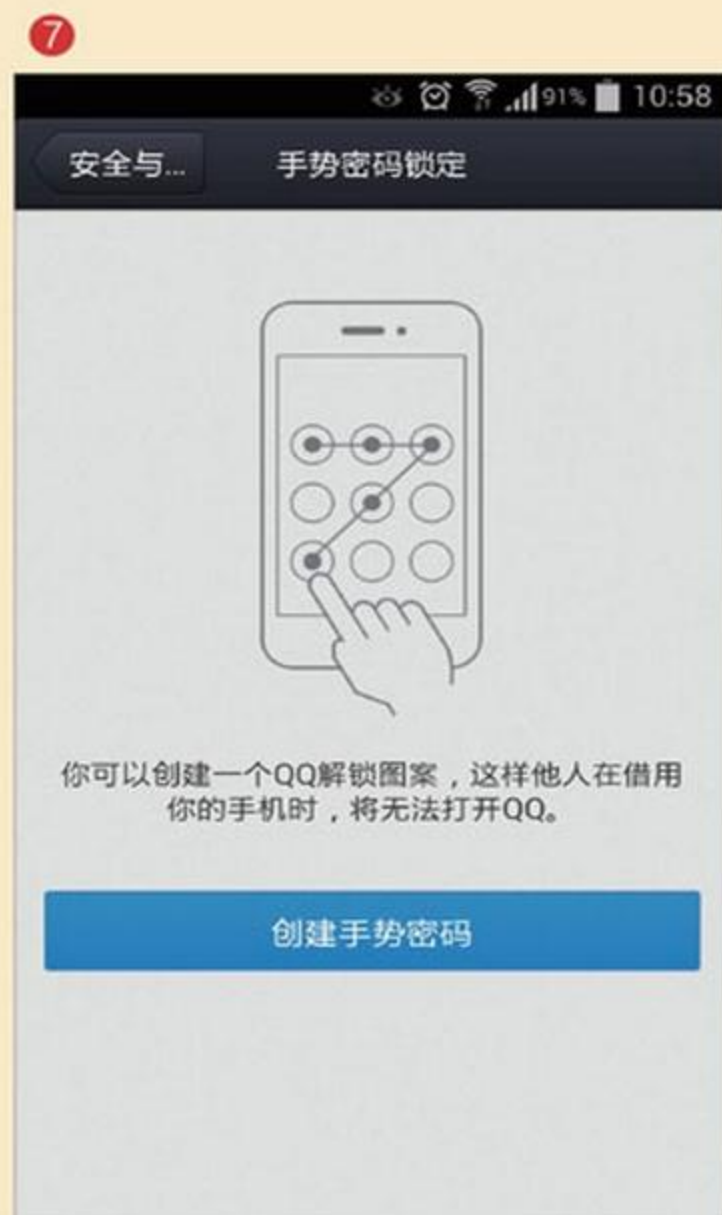 7
91% 10:58
安全与... 手势密码锁定
你可以创建一个QQ解锁图案，这样他人在借用
你的手机时，将无法打开QQ。
创建手势密码